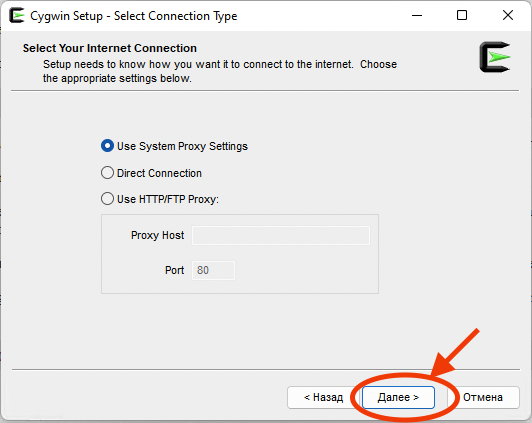 Cygwin Setup - Select Connection Type
Select Your Internet Connection
Setup needs to know how you want it to connect to the internet. Choose
the appropriate settings below.
Use System Proxy Settings
Direct Connection
Use HTTP/FTP Proxy:
Proxy Host
Port 80
< Назад Далее > Отмена